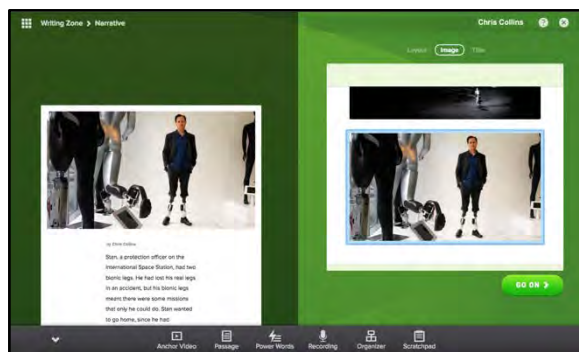 Writing Zone > Narrative
Chris Collins
Layout
Image
Title
by Chris Collins
Stan, a protection officer on the
International Space Station, had two
bionic legs. He had lost his real legs
in an accident, but his bionic legs
meant there were some missions
that only he could do. Stan wanted
to go home, since he had
GO ON >
Anchor Video
Passage
Power Words
Recording
Organizer
Scratchpad